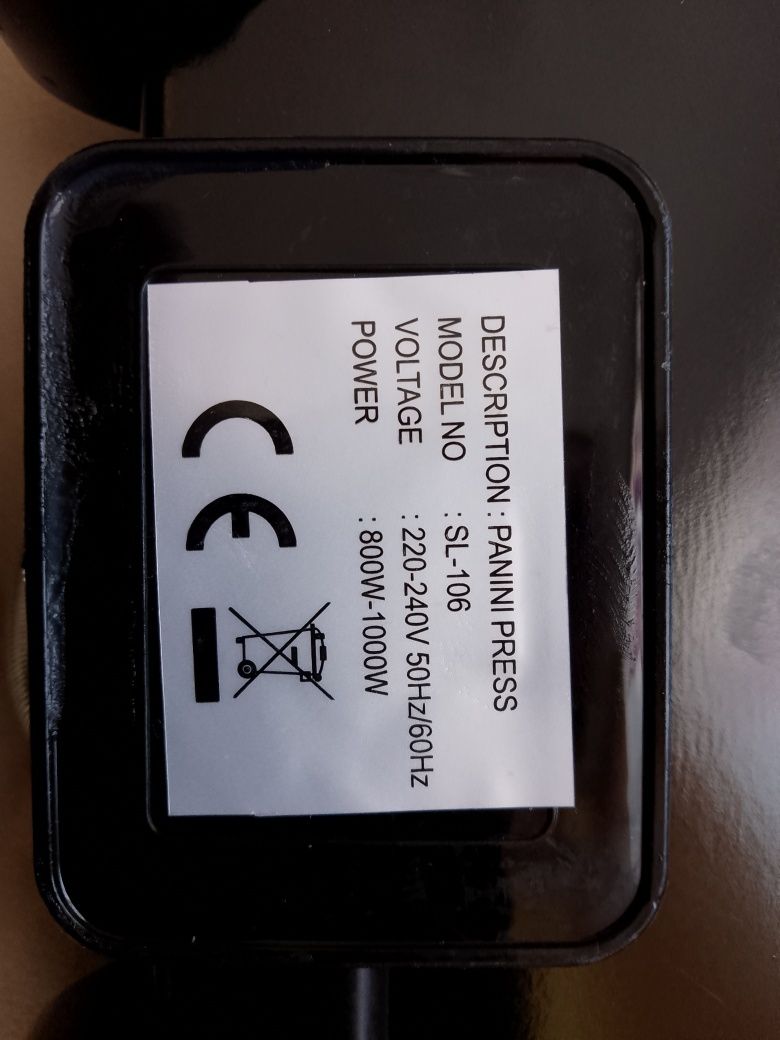 DESCRIPTION : PANINI PRESS
MODEL NO : SL-106
VOLTAGE : 220-240V 50Hz/60Hz
POWER : 800W-1000W
CE